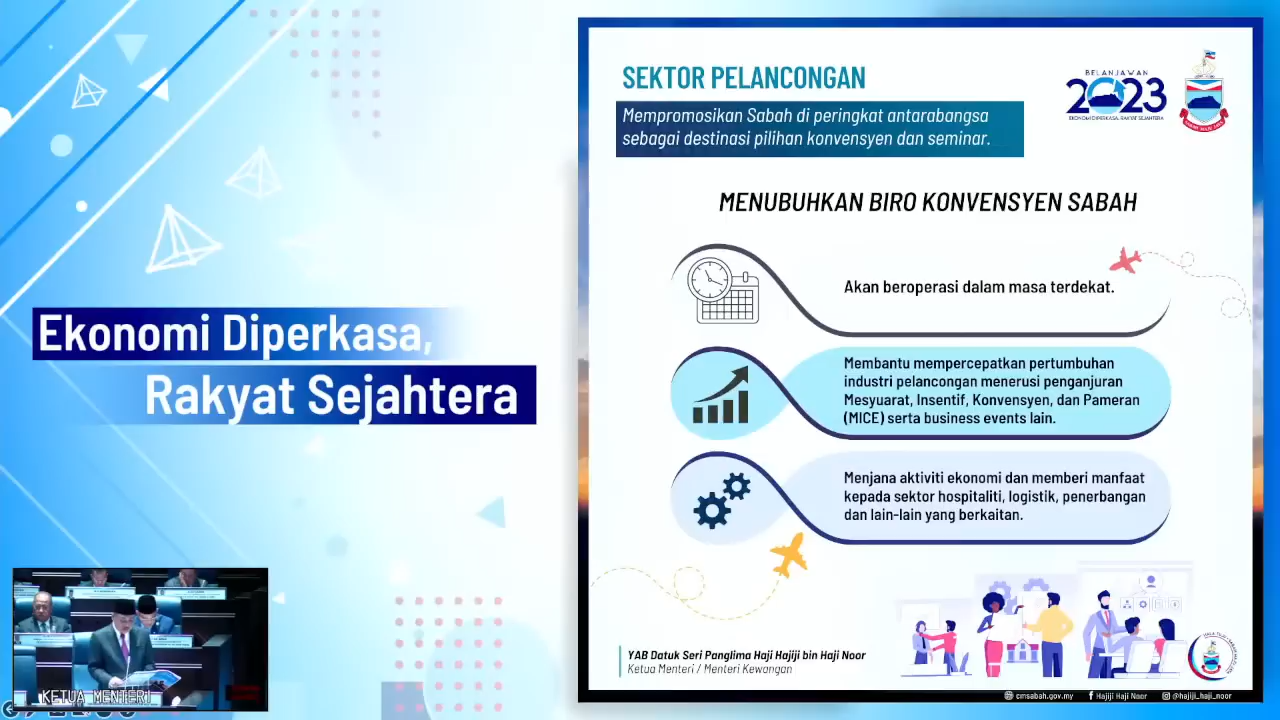 SEKTOR PELANCONGAN
Mempromosikan Sabah di peringkat antarabangsa
sebagai destinasi pilihan konvensyen dan seminar.
BELANJAWAN
2023
EKONOMI DIPERKASA, RAKYAT SEJAHTERA
MENUBUHKAN BIRO KONVENSYEN SABAH
Akan beroperasi dalam masa terdekat.
Membantu mempercepatkan pertumbuhan
industri pelancongan menerusi penganjuran
Mesyuarat, Insentif, Konvensyen, dan Pameran
(MICE) serta business events lain.
Menjana aktiviti ekonomi dan memberi manfaat
kepada sektor hospitaliti, logistik, penerbangan
dan lain-lain yang berkaitan.
Ekonomi Diperkasa,
Rakyat Sejahtera
KETUA MENTERI
YAB Datuk Seri Panglima Haji Hajiji bin Haji Noor
Ketua Menteri / Menteri Kewangan
cmsabah.gov.my
Hajiji Haji Noor
@hajiji_haji_noor